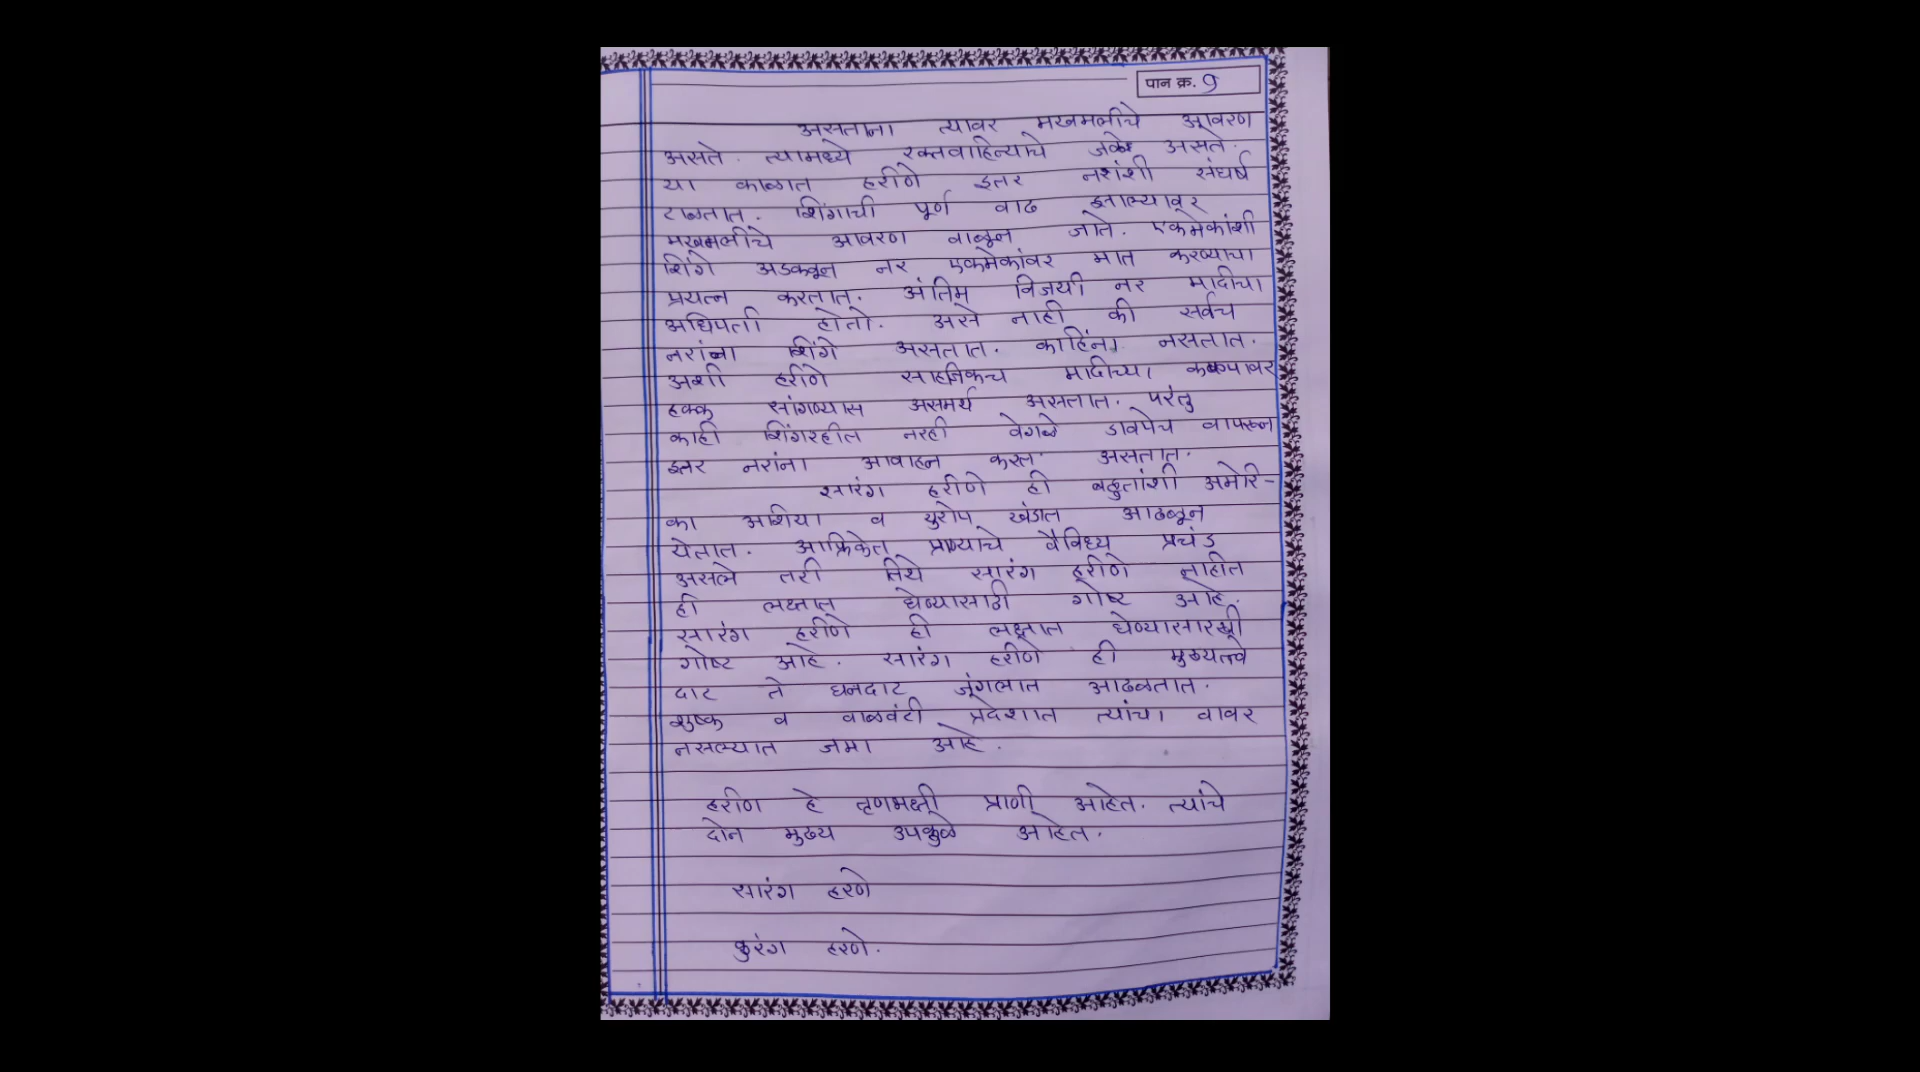 पान क्र. 9
असताना त्यावर मखमलीचे आवरण
असते. त्यामध्ये रक्तवाहिन्याचे जाळे असते.
या काळात हरीणे इतर नरांशी संघर्ष
टाळतात. शिंगाची पूर्ण वाढ झाल्यावर
मखमलीचे आवरण वाळून जाते. एकमेकांशी
शिंगे अडकवून नर एकमेकांवर मात करण्याचा
प्रयत्न करतात. अंतिम विजयी नर मादीचा
अधिपती होतो. असे नाही की सर्वच
नरांना शिंगे असतात. काहिंना नसतात.
अशी हरीणे साहजिकच मादीच्या कळपावर
हक्क सांगण्यास असमर्थ असतात. परंतु
काही शिंगरहीत नरही वेगळे डावपेच वापरून
इतर नरांना आवाहन करत असतात.
सारंग हरीणे ही बहुतांशी अमेरि-
का अशिया व युरोप खंडात आढळून
येतात. आफ्रिकेत प्राण्याचे वैविध्य प्रचंड
असले तरी तिथे सारंग हरीणे नाहीत
ही लक्षात घेण्यासाठी गोष्ट आहे.
सारंग हरीणे ही लक्षात घेण्यासारखी
गोष्ट आहे. सारंग हरीणे ही मुख्यत्वे
दाट ते घनदाट जंगलात आढळतात.
शुष्क व वाळवंटी प्रदेशात त्यांचा वावर
नसल्यात जमा आहे.
हरीण हे तृणभक्षी प्राणी आहेत. त्यांचे
दोन मुख्य उपकुळे आहेत.
सारंग हरणे
कुरंग हरणे.